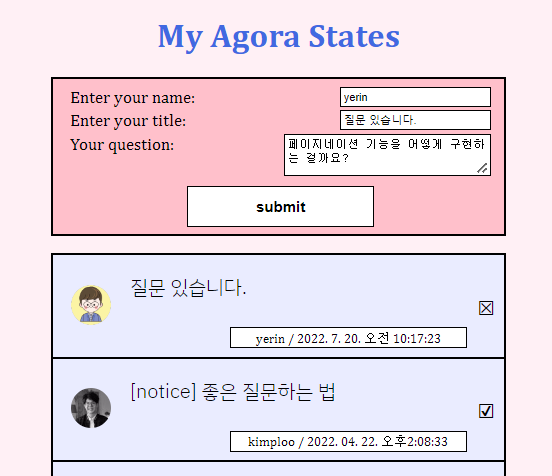 My Agora States
Enter your name:
yerin
Enter your title:
질문 있습니다.
Your question:
페이지네이션 기능을 어떻게 구현하
는 걸까요?
submit
질문 있습니다.
yerin / 2022. 7. 20. 오전 10:17:23
[notice] 좋은 질문하는 법
kimploo / 2022. 04. 22. 오후2:08:33